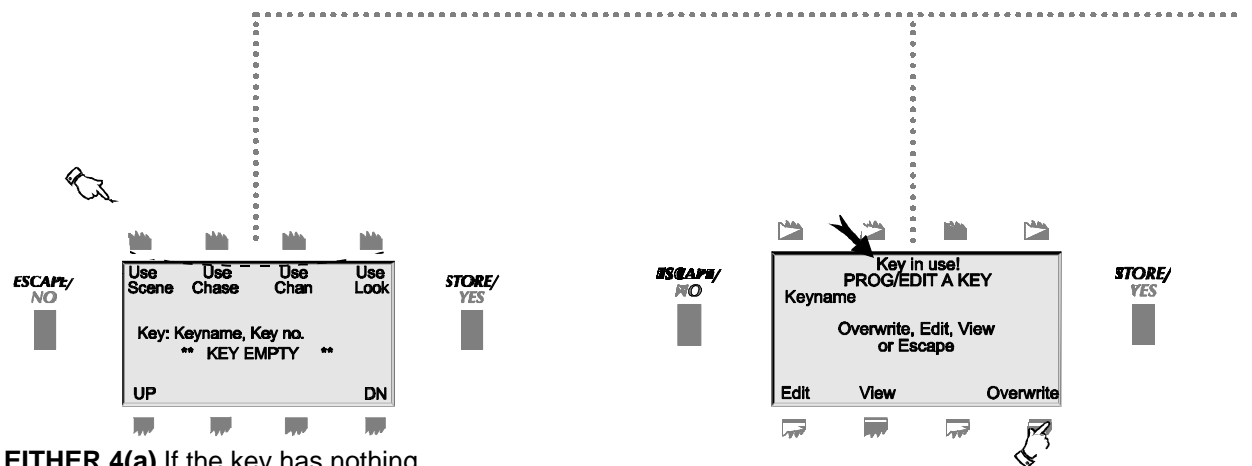 Use Use Use Use
Scene Chase Chan Look
ESCAPE/
NO
STORE/
YES
Key: Keyname, Key no.
** KEY EMPTY **
UP DN
Key in use!
PROG/EDIT A KEY
Keyname
NO
STORE/
YES
Overwrite, Edit, View
or Escape
Edit View Overwrite
EITHER 4(a) If the key has nothing